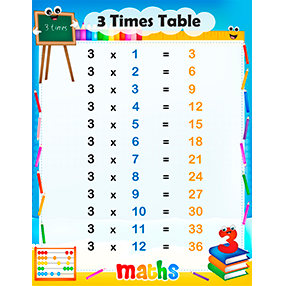 3 Times Table
3 times
3 x 1 = 3
3 x 2 = 6
3 x 3 = 9
3 x 4 = 12
3 x 5 = 15
3 x 6 = 18
3 x 7 = 21
3 x 8 = 24
3 x 9 = 27
3 x 10 = 30
3 x 11 = 33
3 x 12 = 36
3
maths